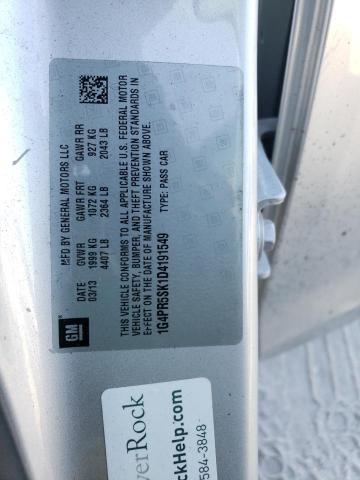 MFD BY GENERAL MOTORS LLC
DATE GVWR GAWR FRT GAWR RR
03/13 1999 KG 1072 KG 927 KG
4407 LB 2364 LB 2043 LB
THIS VEHICLE CONFORMS TO ALL APPLICABLE U.S. FEDERAL MOTOR
VEHICLE SAFETY, BUMPER, AND THEFT PREVENTION STANDARDS IN
EFFECT ON THE DATE OF MANUFACTURE SHOWN ABOVE.
1G4PR5SK1D4191549 TYPE: PASS CAR
GM
verRock
ckHelp.com
584-3848